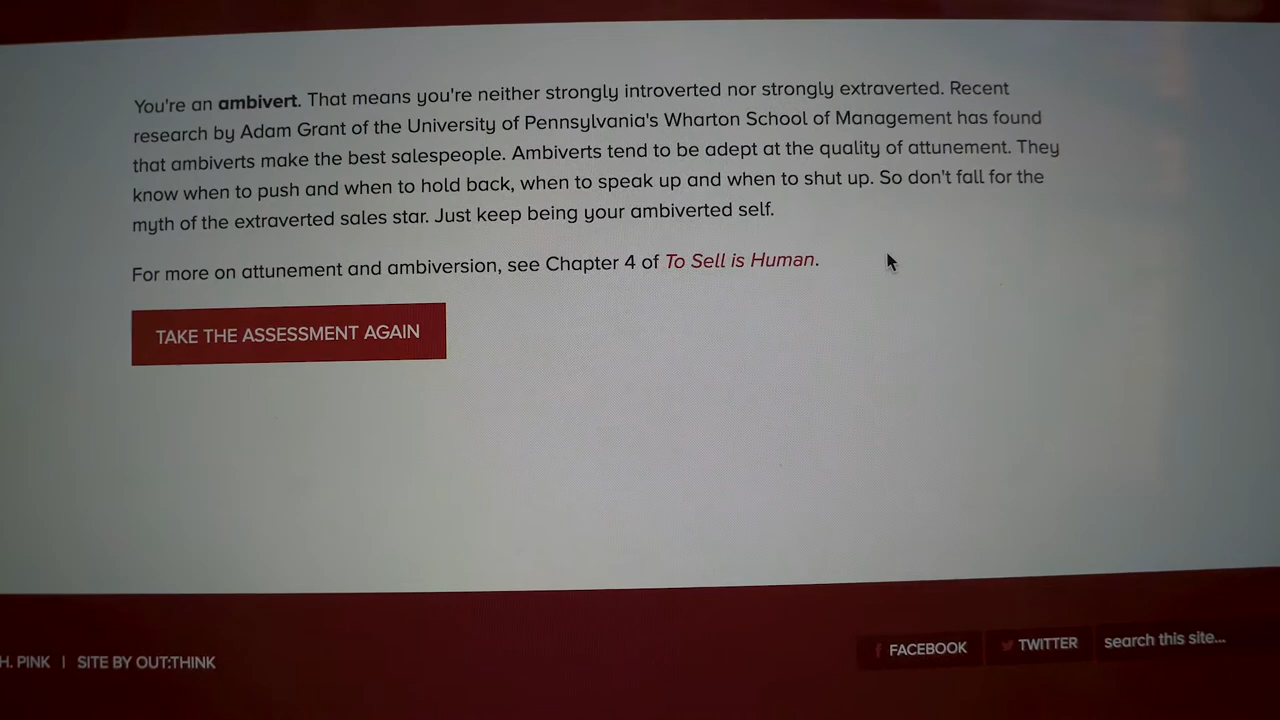 You're an ambivert. That means you're neither strongly introverted nor strongly extraverted. Recent
research by Adam Grant of the University of Pennsylvania's Wharton School of Management has found
that ambiverts make the best salespeople. Ambiverts tend to be adept at the quality of attunement. They
know when to push and when to hold back, when to speak up and when to shut up. So don't fall for the
myth of the extraverted sales star. Just keep being your ambiverted self.
For more on attunement and ambiversion, see Chapter 4 of To Sell is Human.
TAKE THE ASSESSMENT AGAIN
H. PINK | SITE BY OUT:THINK
FACEBOOK
TWITTER
search this site...